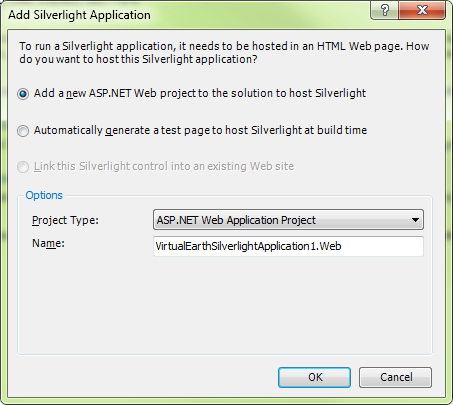 Add Silverlight Application
To run a Silverlight application, it needs to be hosted in an HTML Web page. How
do you want to host this Silverlight application?
Add a new ASP.NET Web project to the solution to host Silverlight
Automatically generate a test page to host Silverlight at build time
Link this Silverlight control into an existing Web site
Options
Project Type:
ASP.NET Web Application Project
Name:
VirtualEarthSilverlightApplication1.Web
OK
Cancel